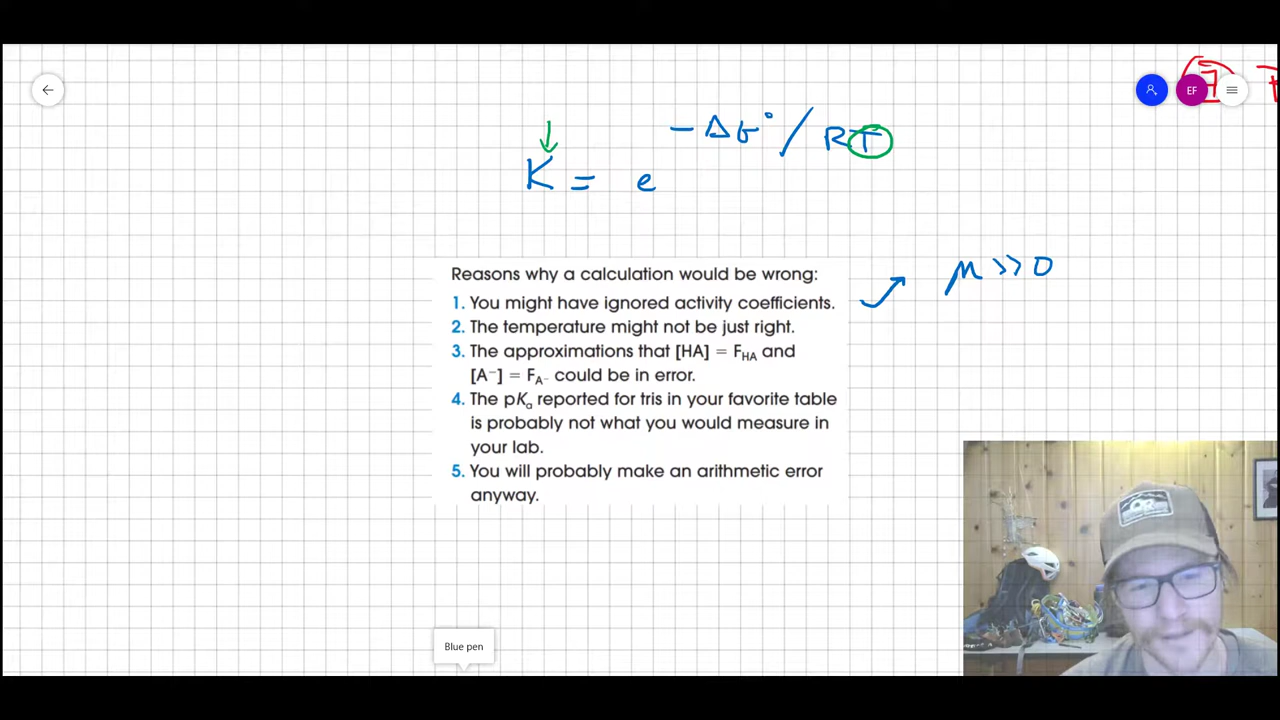 EF
K = e -ΔG°/RT
μ >> 0
Reasons why a calculation would be wrong:
1. You might have ignored activity coefficients.
2. The temperature might not be just right.
3. The approximations that [HA] = F_HA and
[A⁻] = F_A⁻ could be in error.
4. The pKₐ reported for tris in your favorite table
is probably not what you would measure in
your lab.
5. You will probably make an arithmetic error
anyway.
OR
Blue pen